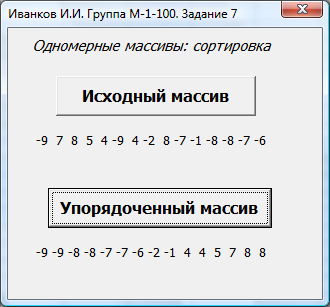 Иванков И.И. Группа М-1-100. Задание 7
Одномерные массивы: сортировка
Исходный массив
-9 7 8 5 4 -9 4 -2 8 -7 -1 -8 -8 -7 -6
Упорядоченный массив
-9 -9 -8 -8 -7 -7 -6 -2 -1 4 4 5 7 8 8